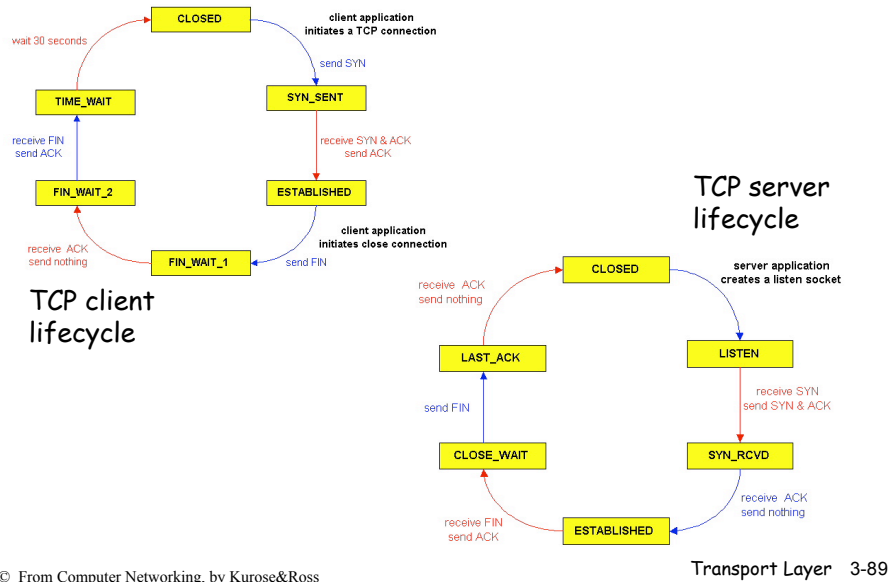 CLOSED
client application
initiates a TCP connection
wait 30 seconds
send SYN
TIME_WAIT
SYN_SENT
receive FIN
send ACK
receive SYN & ACK
send ACK
FIN_WAIT_2
ESTABLISHED
client application
initiates close connection
receive ACK
send nothing
FIN_WAIT_1
send FIN
TCP client
lifecycle
TCP server
lifecycle
CLOSED
server application
creates a listen socket
receive ACK
send nothing
LAST_ACK
LISTEN
receive SYN
send SYN & ACK
send FIN
CLOSE_WAIT
SYN_RCVD
receive ACK
send nothing
receive FIN
send ACK
ESTABLISHED
© From Computer Networking, by Kurose&Ross
Transport Layer 3-89